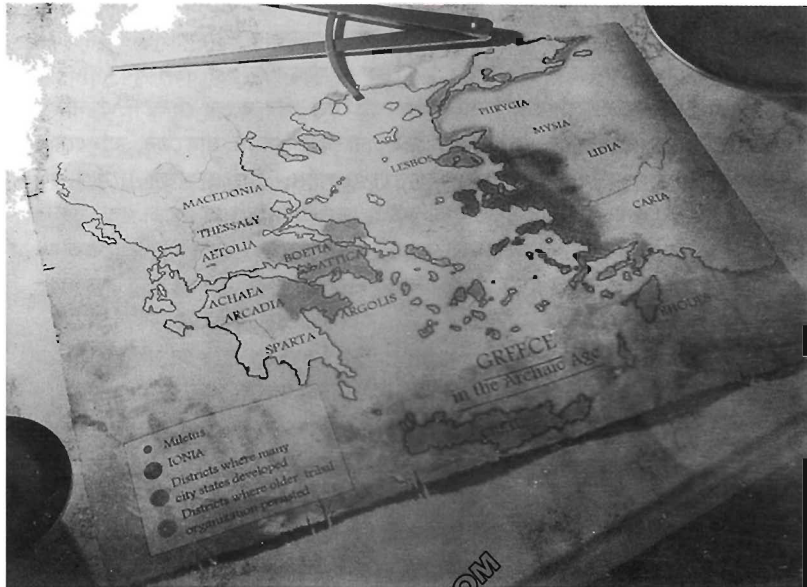 PHRYGIA
MYSIA
LIDIA
LESBOS
CARIA
MACEDONIA
THESSALY
AETOLIA
BOETIA
ATTICA
ACHAEA
ARCADIA
ARGOLIS
RHODES
SPARTA
GREECE
in the Archaic Age
Miletus
IONIA
Districts where many
city states developed
Districts where older tribal
organization persisted
OM